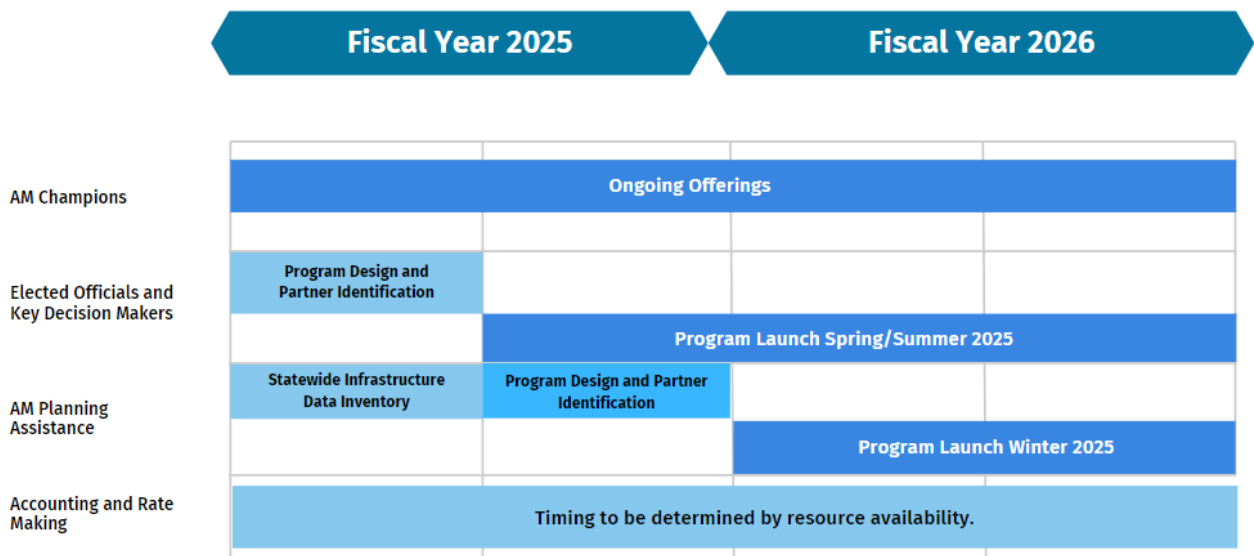 Fiscal Year 2025
Fiscal Year 2026
AM Champions
Ongoing Offerings
Elected Officials and
Key Decision Makers
Program Design and
Partner Identification
Program Launch Spring/Summer 2025
AM Planning
Assistance
Statewide Infrastructure
Data Inventory
Program Design and Partner
Identification
Program Launch Winter 2025
Accounting and Rate
Making
Timing to be determined by resource availability.